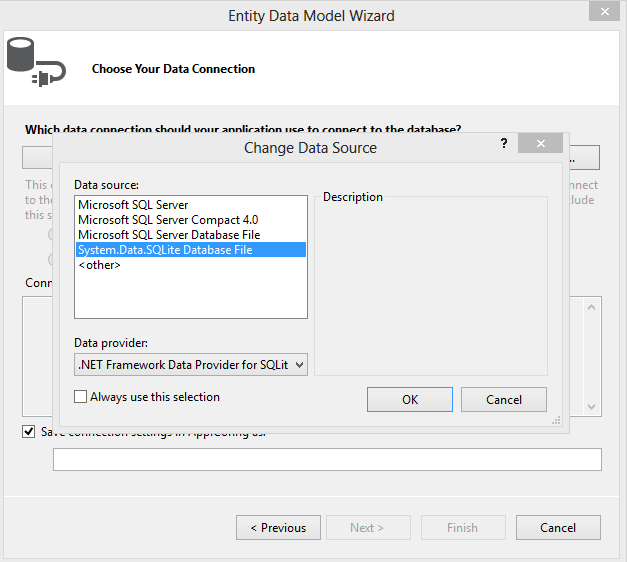 Entity Data Model Wizard
Choose Your Data Connection
Which data connection should your application use to connect to the database?
Change Data Source
?
...
This
nnect
to the
lude
this s
Data source:
Description
Microsoft SQL Server
Microsoft SQL Server Compact 4.0
Microsoft SQL Server Database File
System.Data.SQLite Database File
<other>
Conn
Data provider:
.NET Framework Data Provider for SQLit
Always use this selection
OK
Cancel
Save connection settings in App.Config as:
< Previous
Next >
Finish
Cancel